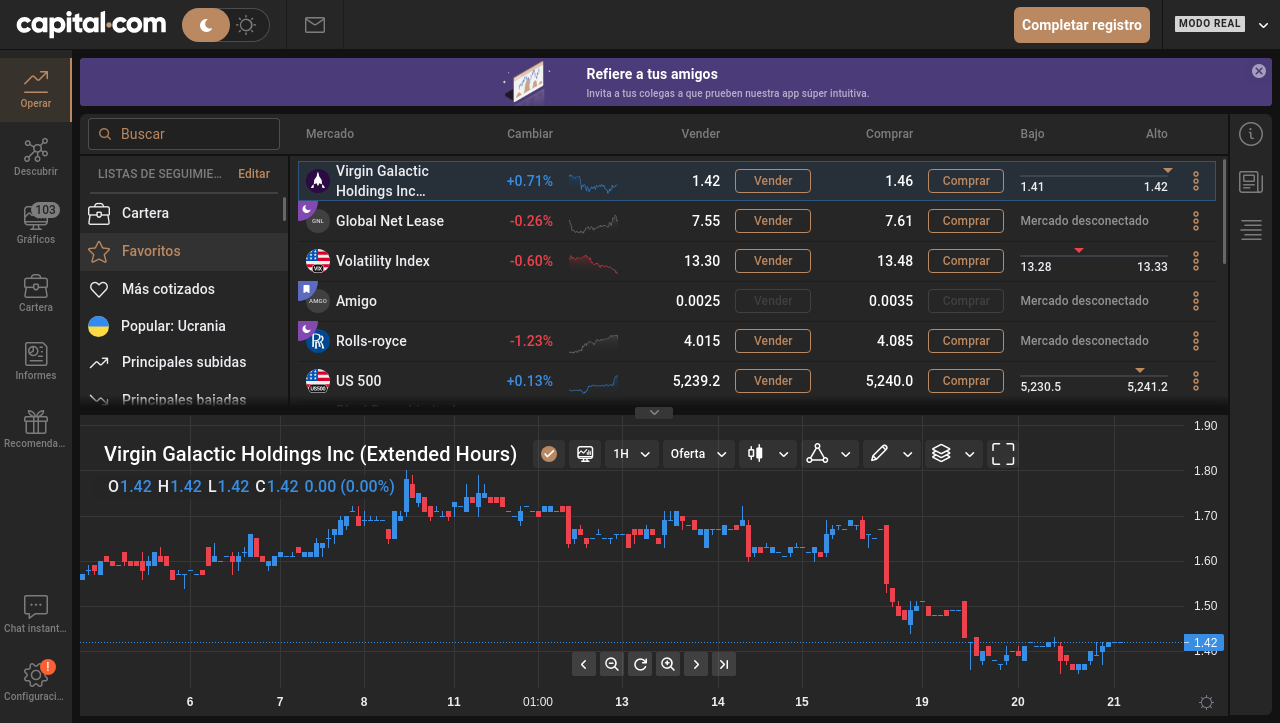 capital.com
Completar registro
MODO REAL
Refiere a tus amigos
Invita a tus colegas a que prueben nuestra app súper intuitiva.
Operar
Descubrir
103
Gráficos
Cartera
Informes
Recomenda...
Chat instant...
!
Configuraci...
Buscar
LISTAS DE SEGUIMIE... Editar
Cartera
Favoritos
Más cotizados
Popular: Ucrania
Principales subidas
Principales bajadas
Mercado Cambiar Vender Comprar Bajo Alto
Virgin Galactic Holdings Inc... +0.71% 1.42 Vender 1.46 Comprar 1.41 1.42
GNL Global Net Lease -0.26% 7.55 Vender 7.61 Comprar Mercado desconectado
VIX Volatility Index -0.60% 13.30 Vender 13.48 Comprar 13.28 13.33
AMGO Amigo 0.0025 Vender 0.0035 Comprar Mercado desconectado
Rolls-royce -1.23% 4.015 Vender 4.085 Comprar Mercado desconectado
US500 US 500 +0.13% 5,239.2 Vender 5,240.0 Comprar 5,230.5 5,241.2
Virgin Galactic Holdings Inc (Extended Hours) 1H Oferta
O1.42 H1.42 L1.42 C1.42 0.00 (0.00%)
1.90
1.80
1.70
1.60
1.50
1.42
1.40
5 6 7 8 11 01:00 13 14 15 19 20 21